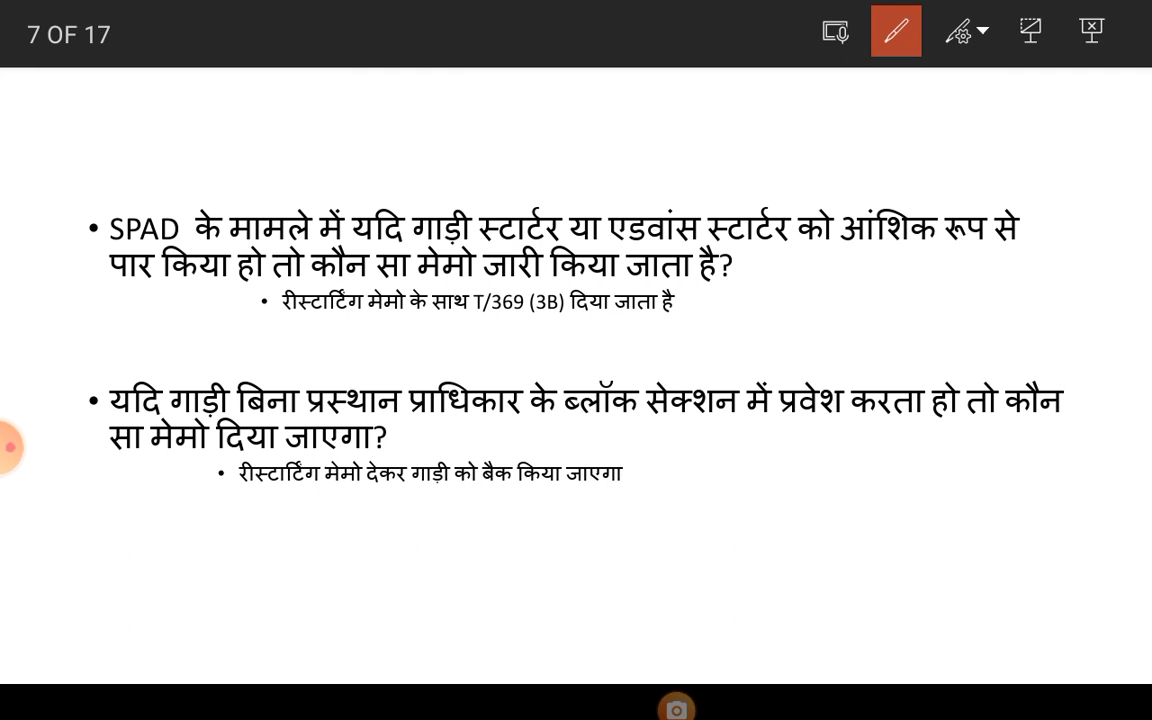 7 OF 17
• SPAD के मामले में यदि गाड़ी स्टार्टर या एडवांस स्टार्टर को आंशिक रूप से
पार किया हो तो कौन सा मेमो जारी किया जाता है?
• रीस्टार्टिंग मेमो के साथ T/369 (3B) दिया जाता है
• यदि गाड़ी बिना प्रस्थान प्राधिकार के ब्लॉक सेक्शन में प्रवेश करता हो तो कौन
सा मेमो दिया जाएगा?
• रीस्टार्टिंग मेमो देकर गाड़ी को बैक किया जाएगा